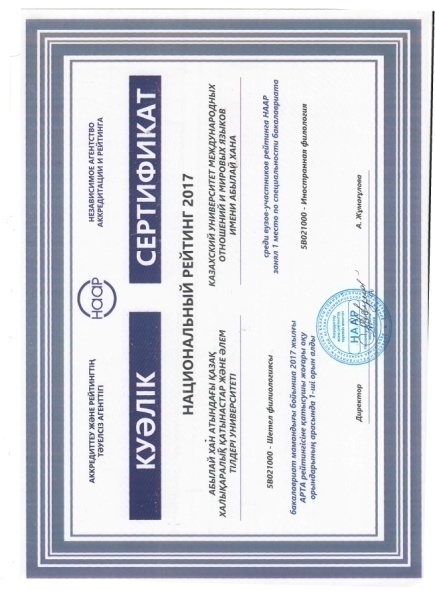 АККРЕДИТТЕУ ЖӘНЕ РЕЙТИНГТІҢ
ТӘУЕЛСІЗ АГЕНТТІГІ
НААР
НЕЗАВИСИМОЕ АГЕНТСТВО
АККРЕДИТАЦИИ И РЕЙТИНГА
КУӘЛІК
СЕРТИФИКАТ
НАЦИОНАЛЬНЫЙ РЕЙТИНГ 2017
АБЫЛАЙ ХАН АТЫНДАҒЫ ҚАЗАҚ
ХАЛЫҚАРАЛЫҚ ҚАТЫНАСТАР ЖӘНЕ ӘЛЕМ
ТІЛДЕРІ УНИВЕРСИТЕТІ
5В021000 - Шетел филиологиясы
бакалавриат мамандығы бойынша 2017 жылғы
АРТА рейтингісіне қатысушы жоғары оқу
орындарының арасында 1-ші орын алды
КАЗАХСКИЙ УНИВЕРСИТЕТ МЕЖДУНАРОДНЫХ
ОТНОШЕНИЙ И МИРОВЫХ ЯЗЫКОВ
ИМЕНИ АБЫЛАЙ ХАНА
среди вузов-участников рейтинга НААР
занял 1 место по специальности бакалавриата
5В021000 - Иностранная филология
Директор
НААР
А. Жумагулова